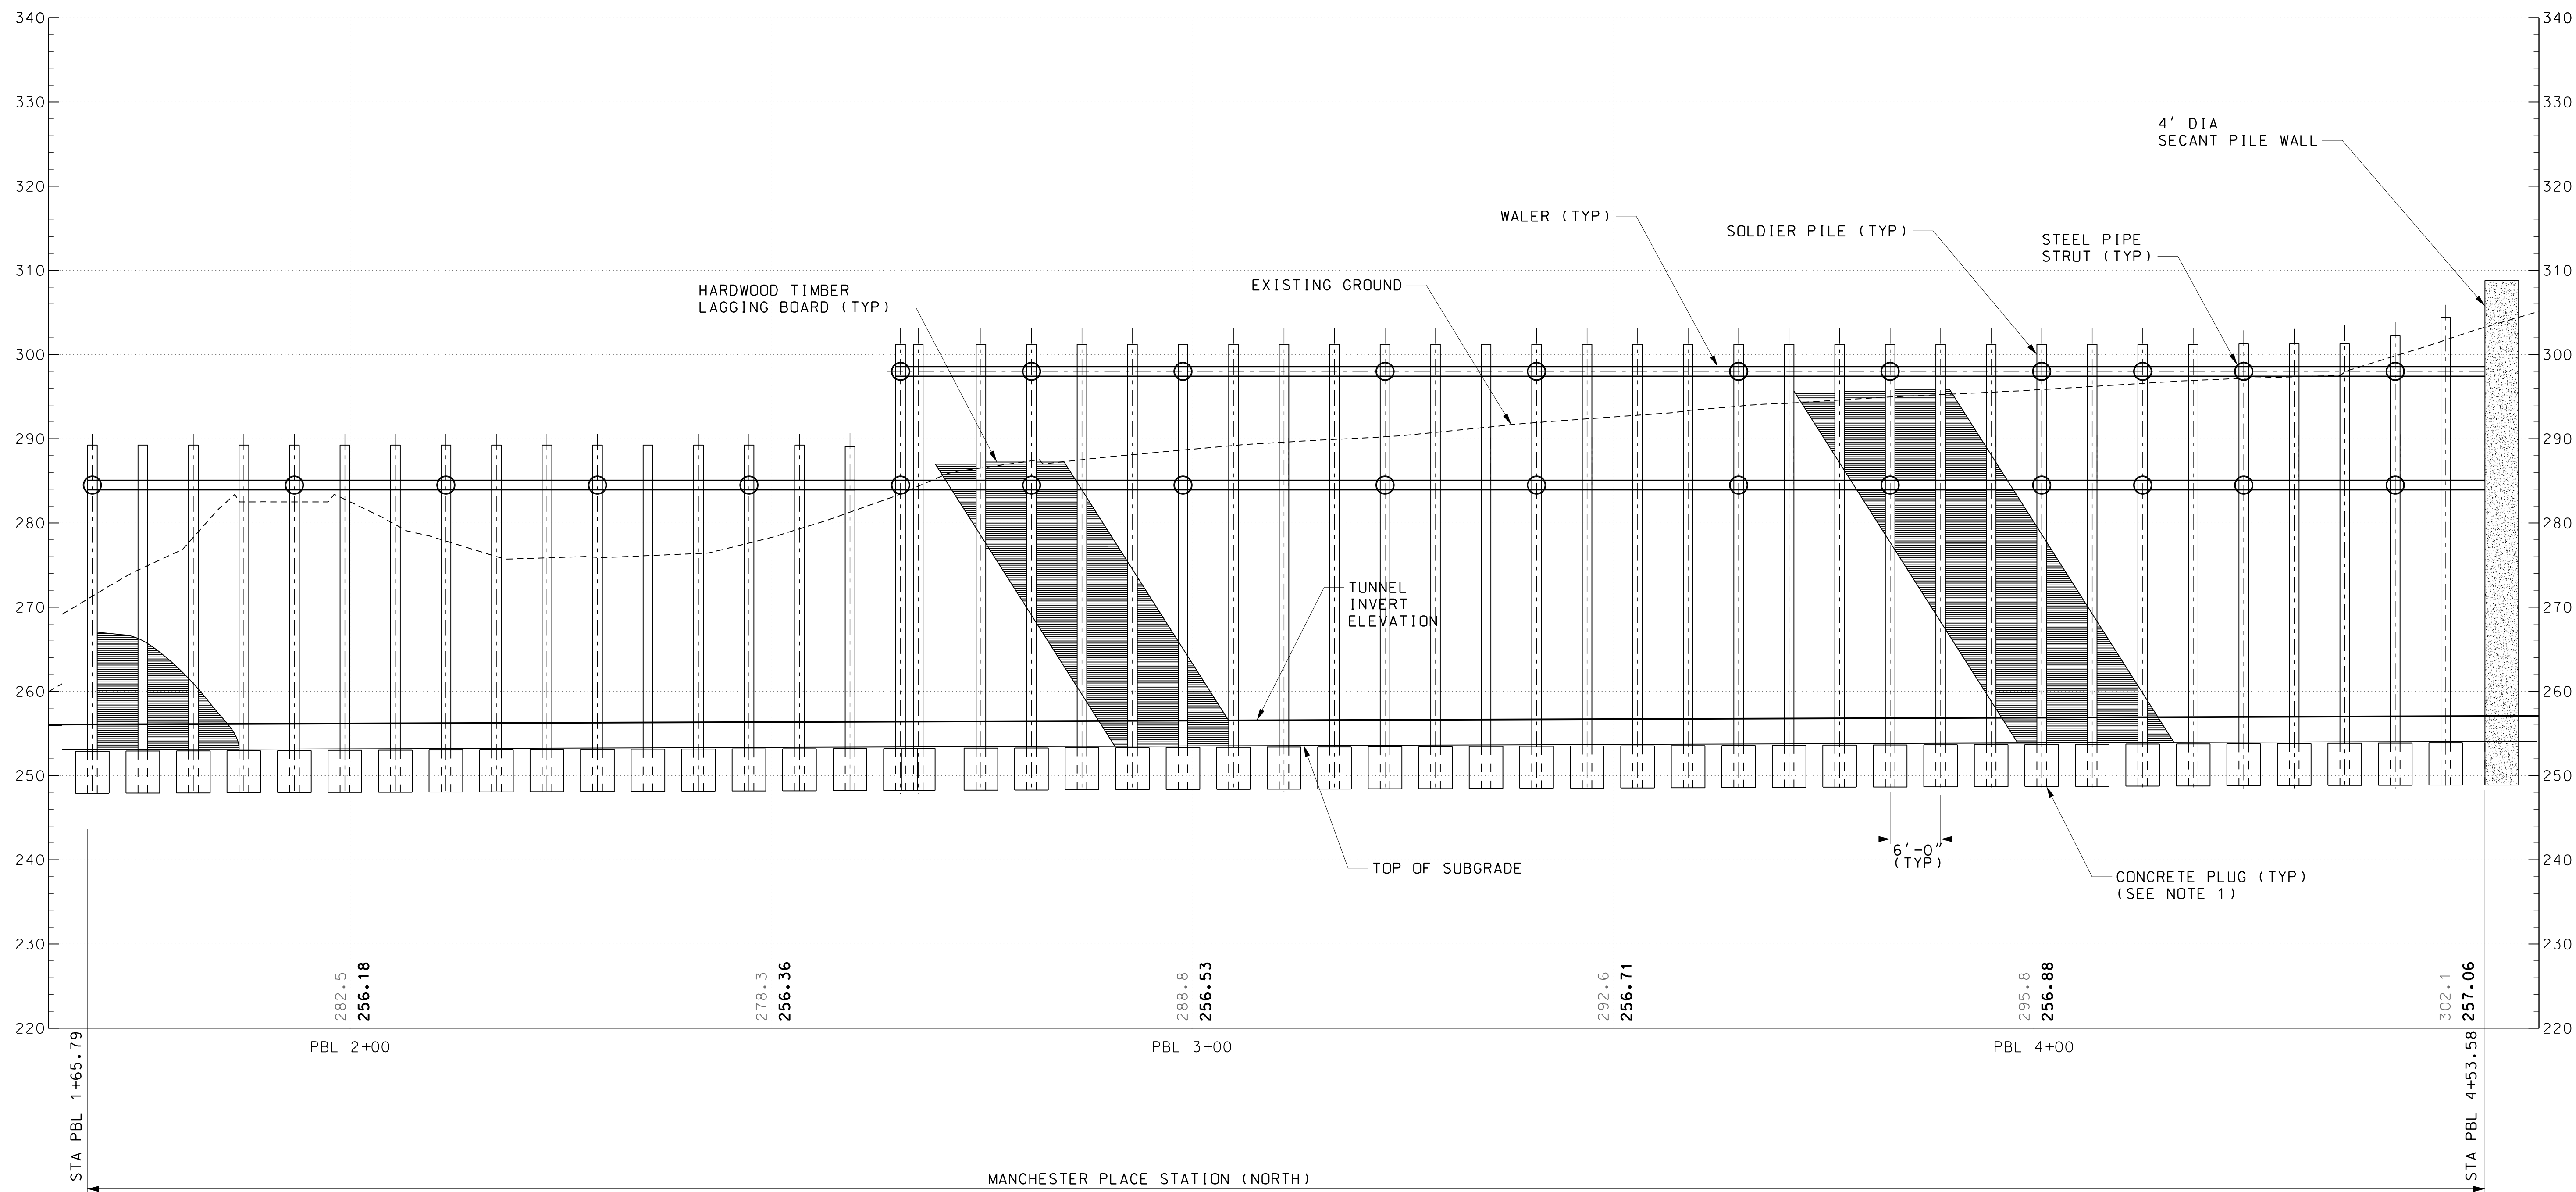 340
340
330
330
4' DIA
SECANT PILE WALL
320
320
WALER (TYP)
SOLDIER PILE (TYP)
STEEL PIPE
STRUT (TYP)
310
310
EXISTING GROUND
HARDWOOD TIMBER
LAGGING BOARD (TYP)
300
300
290
290
280
280
270
270
TUNNEL
INVERT
ELEVATION
260
260
250
250
240
240
6'-0"
(TYP)
TOP OF SUBGRADE
CONCRETE PLUG (TYP)
(SEE NOTE 1)
230
230
282.5
256.18
278.3
256.36
288.8
256.53
292.6
256.71
295.8
256.88
302.1
257.06
220
220
PBL 2+00
PBL 3+00
PBL 4+00
STA PBL 1+65.79
STA PBL 4+53.58
MANCHESTER PLACE STATION (NORTH)